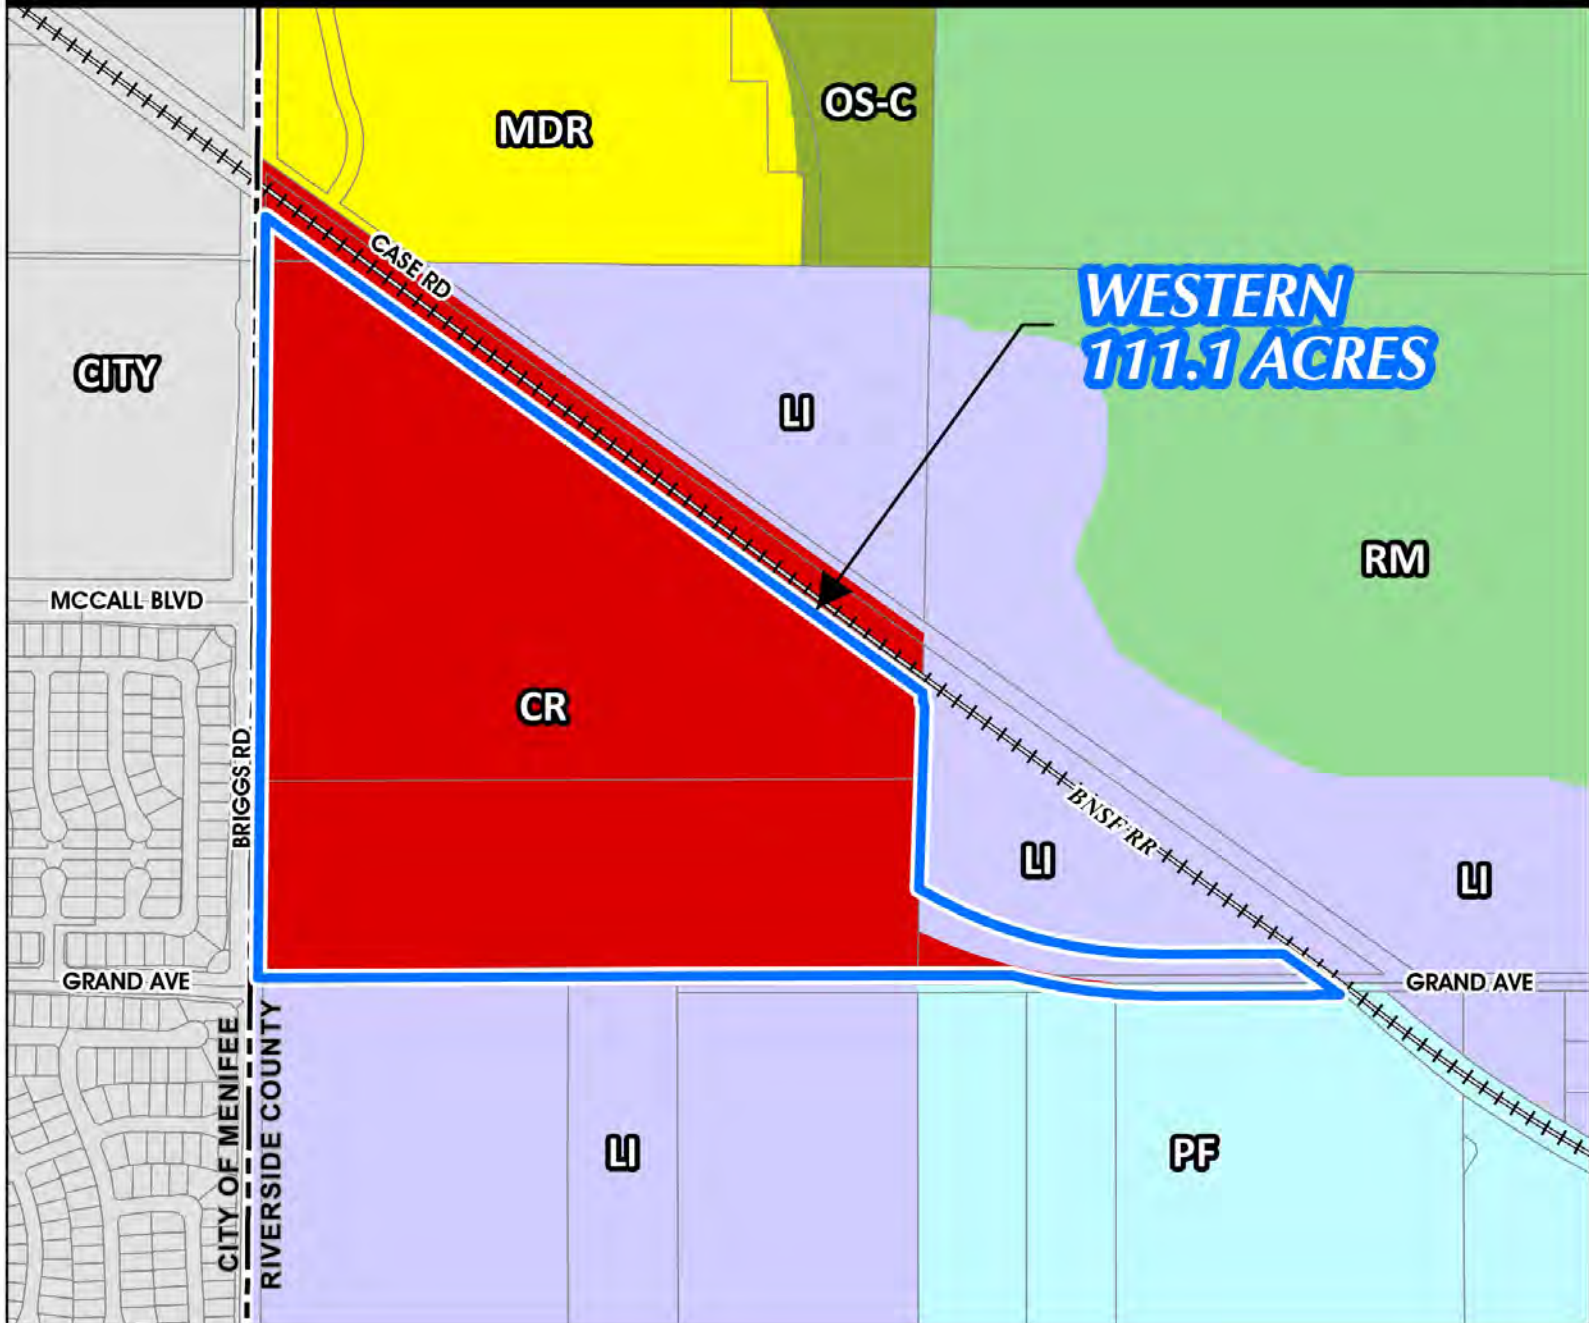 OS-C
MDR
CASE RD
WESTERN
111.1 ACRES
CITY
LI
RM
MCCALL BLVD
CR
BRIGGS RD
BNSF RR
LI
LI
GRAND AVE
GRAND AVE
CITY OF MENIFEE
RIVERSIDE COUNTY
LI
PF